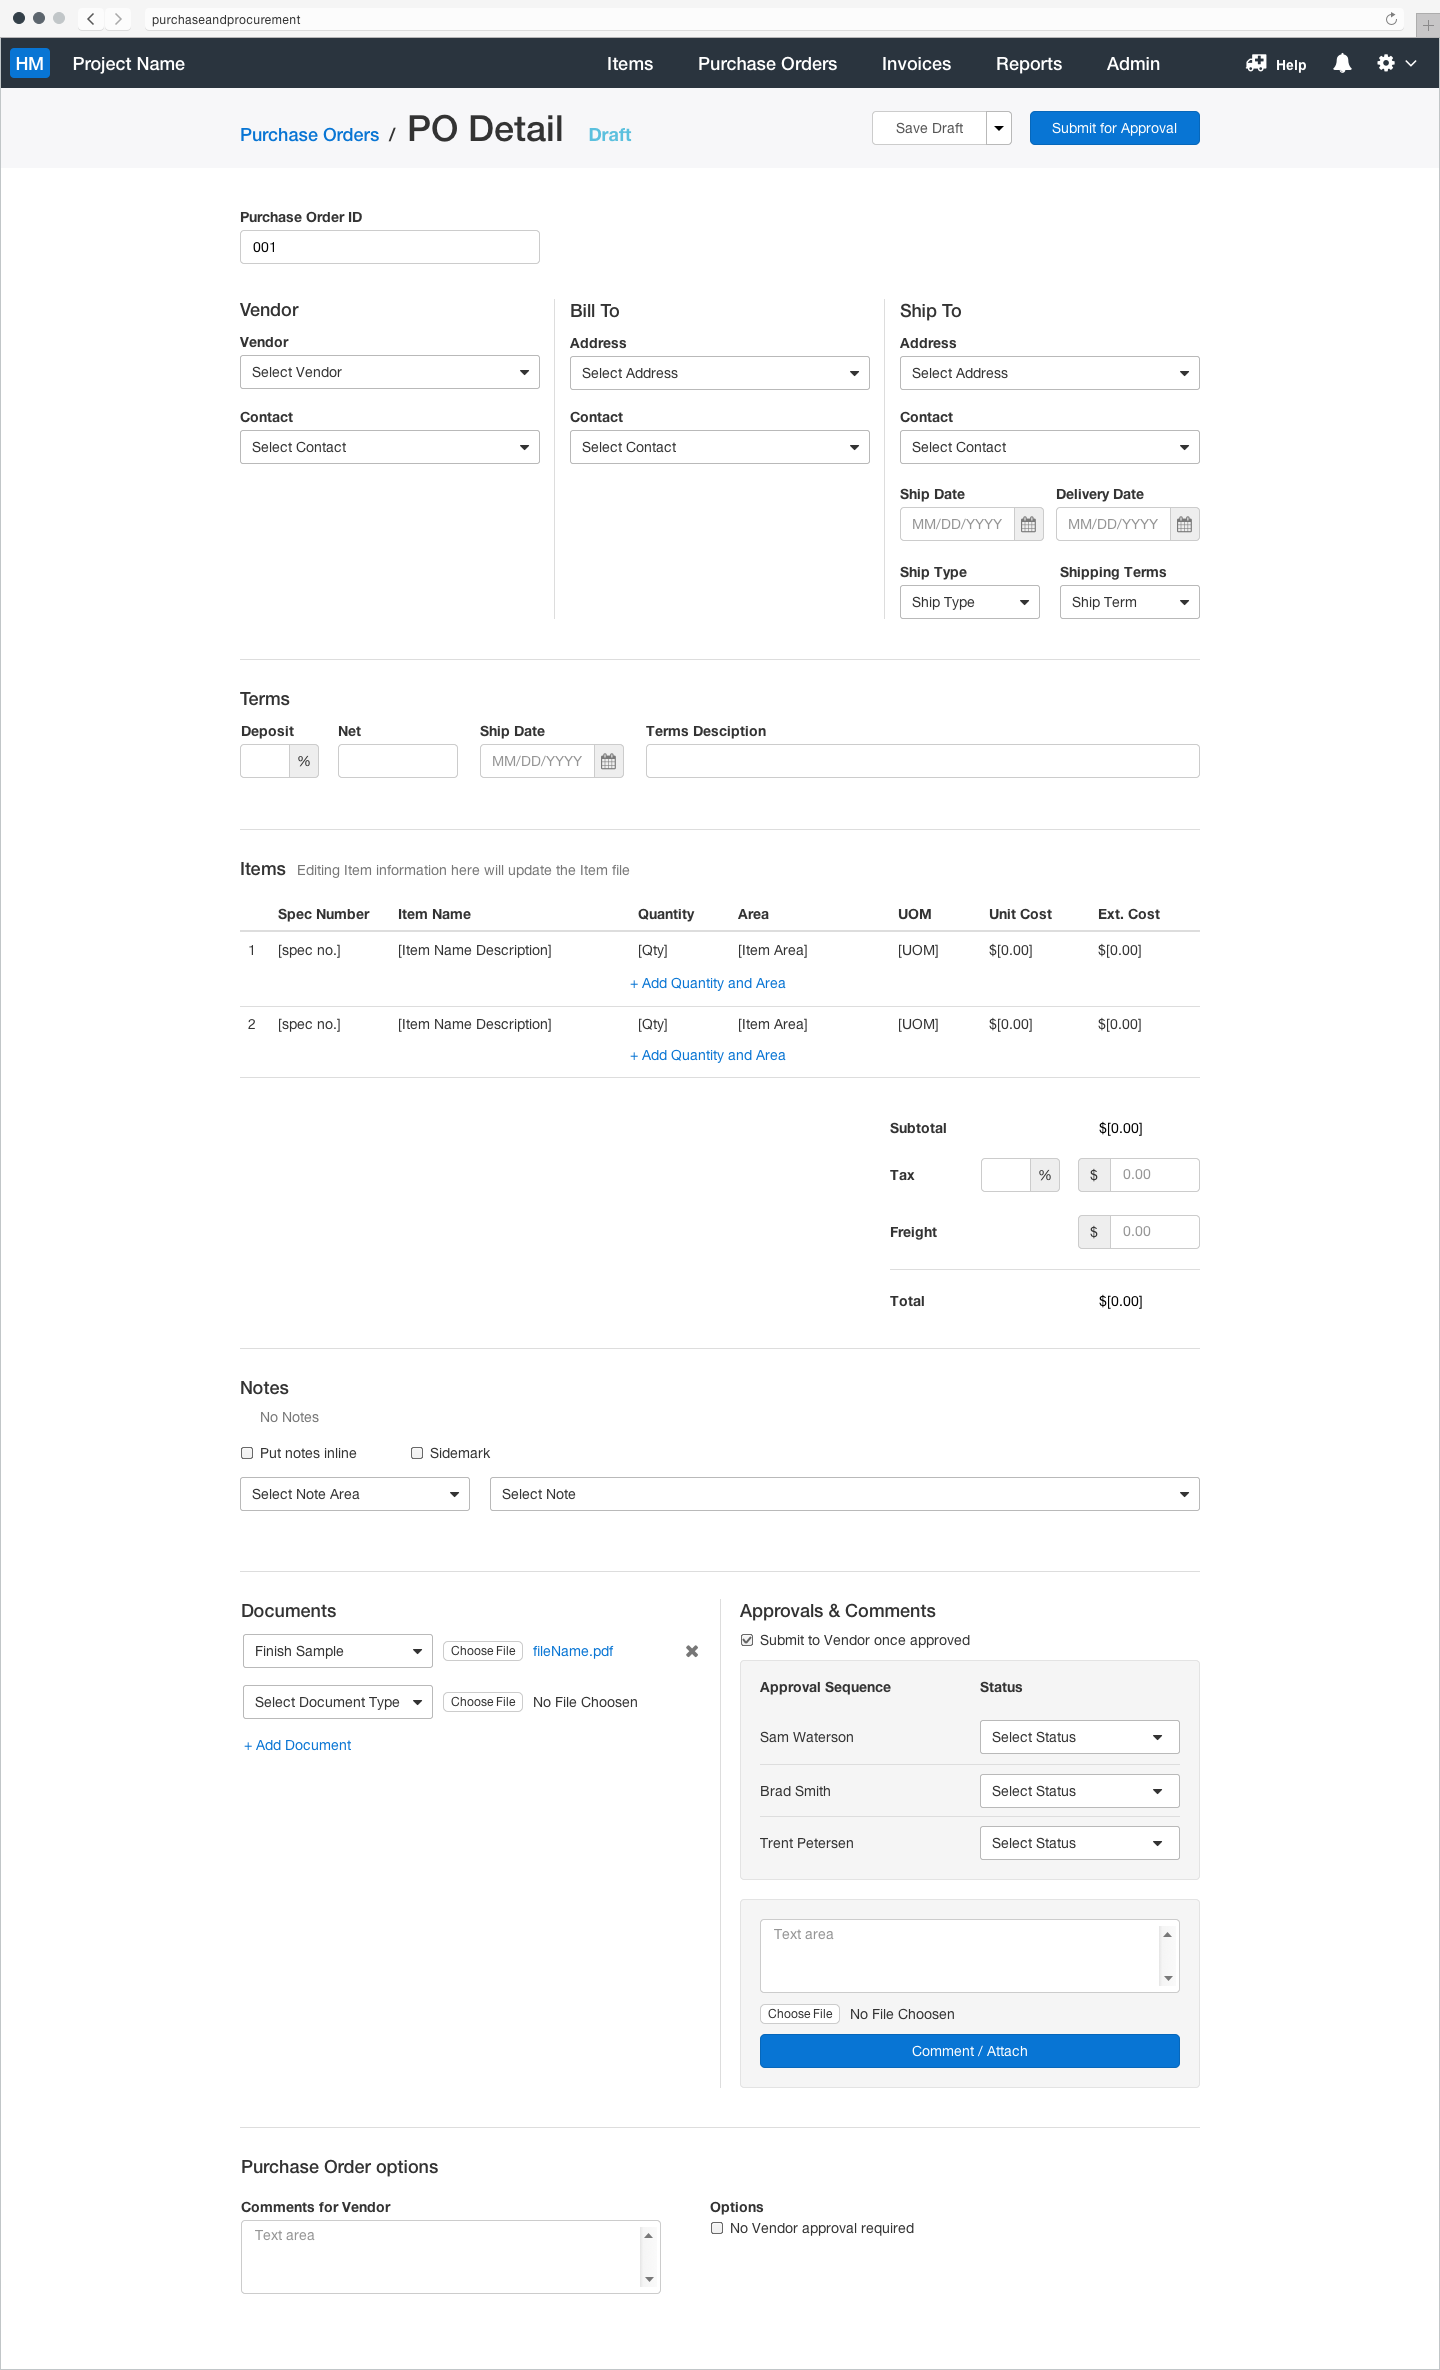 purchaseandprocurement
HM Project Name Items Purchase Orders Invoices Reports Admin Help
Purchase Orders / PO Detail Draft Save Draft Submit for Approval
Purchase Order ID
001
Vendor Bill To Ship To
Vendor Address Address
Select Vendor Select Address Select Address
Contact Contact Contact
Select Contact Select Contact Select Contact
Ship Date Delivery Date
MM/DD/YYYY MM/DD/YYYY
Ship Type Shipping Terms
Ship Type Ship Term
Terms
Deposit Net Ship Date Terms Desciption
% MM/DD/YYYY
Items Editing Item information here will update the Item file
Spec Number Item Name Quantity Area UOM Unit Cost Ext. Cost
1 [spec no.] [Item Name Description] [Qty] [Item Area] [UOM] $[0.00] $[0.00]
+ Add Quantity and Area
2 [spec no.] [Item Name Description] [Qty] [Item Area] [UOM] $[0.00] $[0.00]
+ Add Quantity and Area
Subtotal $[0.00]
Tax % $ 0.00
Freight $ 0.00
Total $[0.00]
Notes
No Notes
Put notes inline Sidemark
Select Note Area Select Note
Documents
Finish Sample Choose File fileName.pdf
Select Document Type Choose File No File Choosen
+ Add Document
Approvals & Comments
Submit to Vendor once approved
Approval Sequence Status
Sam Waterson Select Status
Brad Smith Select Status
Trent Petersen Select Status
Text area
Choose File No File Choosen
Comment / Attach
Purchase Order options
Comments for Vendor Options
Text area No Vendor approval required